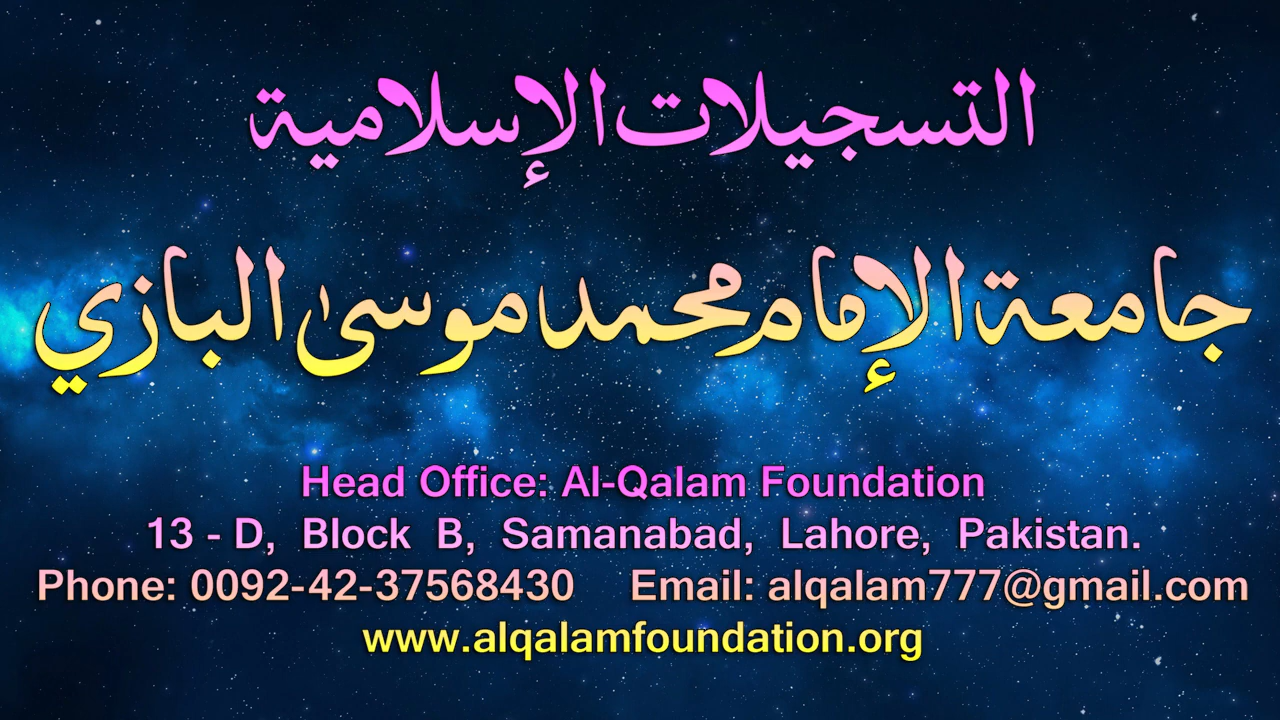 التسجيلات الإسلامية
جامعة الإمام محمد موسىٰ البازي
Head Office: Al-Qalam Foundation
13 - D, Block B, Samanabad, Lahore, Pakistan.
Phone: 0092-42-37568430 Email: alqalam777@gmail.com
www.alqalamfoundation.org